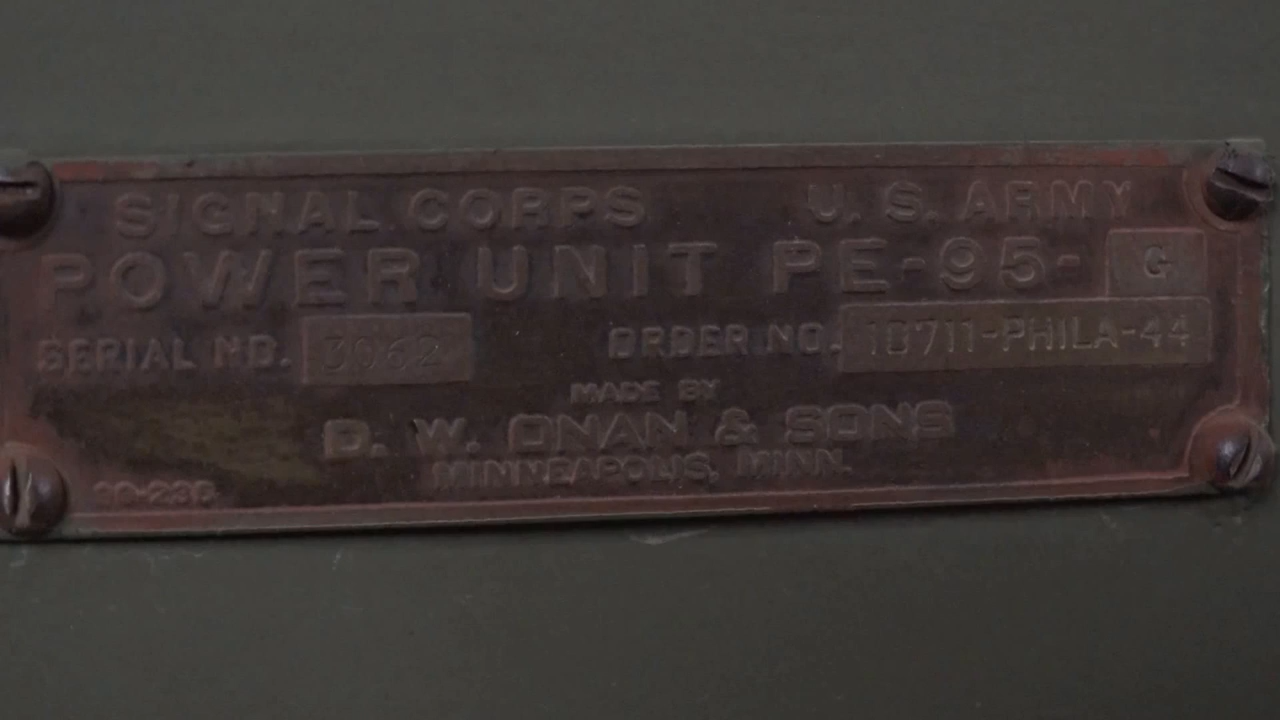 SIGNAL CORPS U. S. ARMY
POWER UNIT PE-95- G
SERIAL NO. 3062 ORDER NO. 10711-PHILA-44
MADE BY
D. W. ONAN & SONS
MINNEAPOLIS, MINN.